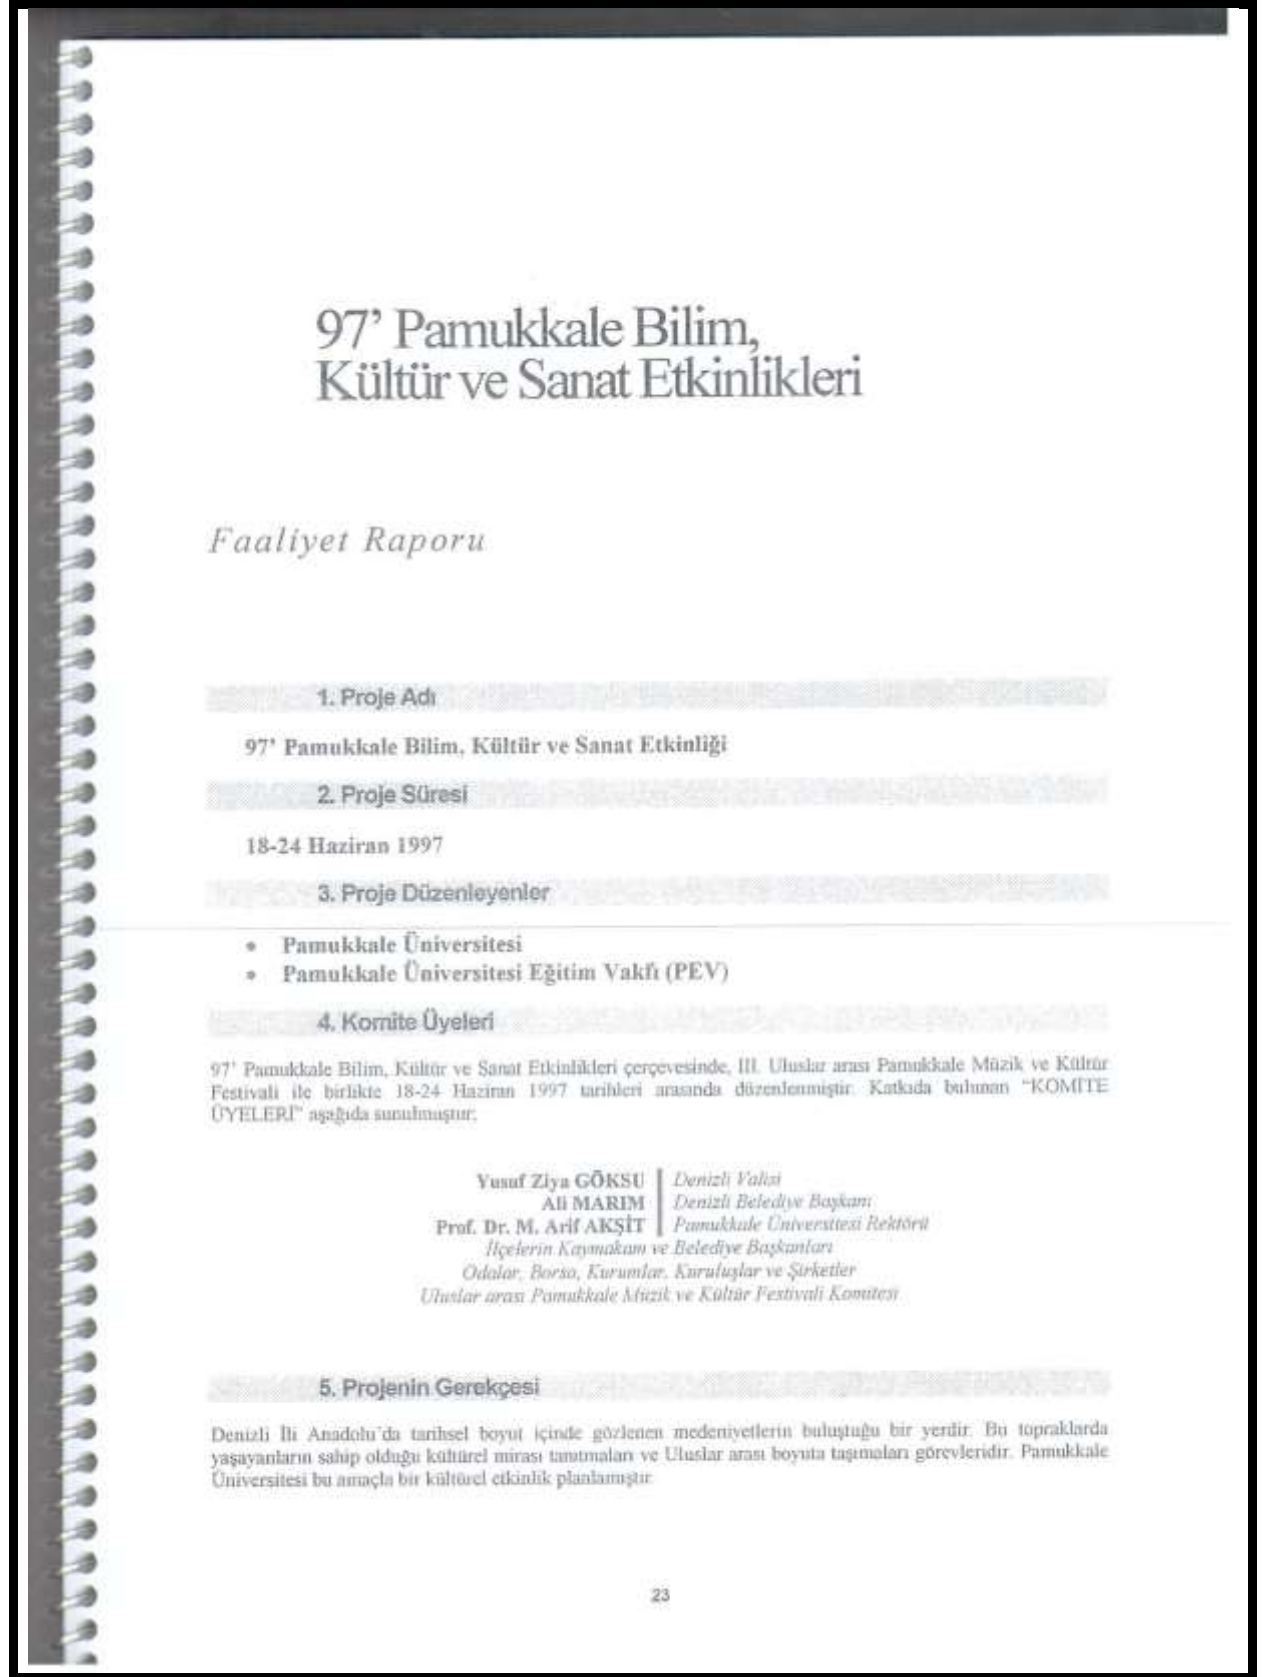 97’ Pamukkale Bilim,
Kültür ve Sanat Etkinlikleri
Faaliyet Raporu
1. Proje Adı
97’ Pamukkale Bilim, Kültür ve Sanat Etkinliği
2. Proje Süresi
18-24 Haziran 1997
3. Proje Düzenleyenler
• Pamukkale Üniversitesi
• Pamukkale Üniversitesi Eğitim Vakfı (PEV)
4. Komite Üyeleri
97’ Pamukkale Bilim, Kültür ve Sanat Etkinlikleri çerçevesinde, III. Uluslar arası Pamukkale Müzik ve Kültür
Festivali ile birlikte 18-24 Haziran 1997 tarihleri arasında düzenlenmiştir. Katkıda bulunan “KOMİTE
ÜYELERİ” aşağıda sunulmuştur;
Yusuf Ziya GÖKSU | Denizli Valisi
Ali MARIM | Denizli Belediye Başkanı
Prof. Dr. M. Arif AKŞİT | Pamukkale Üniversitesi Rektörü
İlçelerin Kaymakam ve Belediye Başkanları
Odalar, Borsa, Kurumlar, Kuruluşlar ve Şirketler
Uluslar arası Pamukkale Müzik ve Kültür Festivali Komitesi
5. Projenin Gerekçesi
Denizli İli Anadolu’da tarihsel boyut içinde gözlenen medeniyetlerin buluştuğu bir yerdir. Bu topraklarda
yaşayanların sahip olduğu kültürel mirası tanıtmaları ve Uluslar arası boyuta taşımaları görevleridir. Pamukkale
Üniversitesi bu amaçla bir kültürel etkinlik planlamıştır.
23